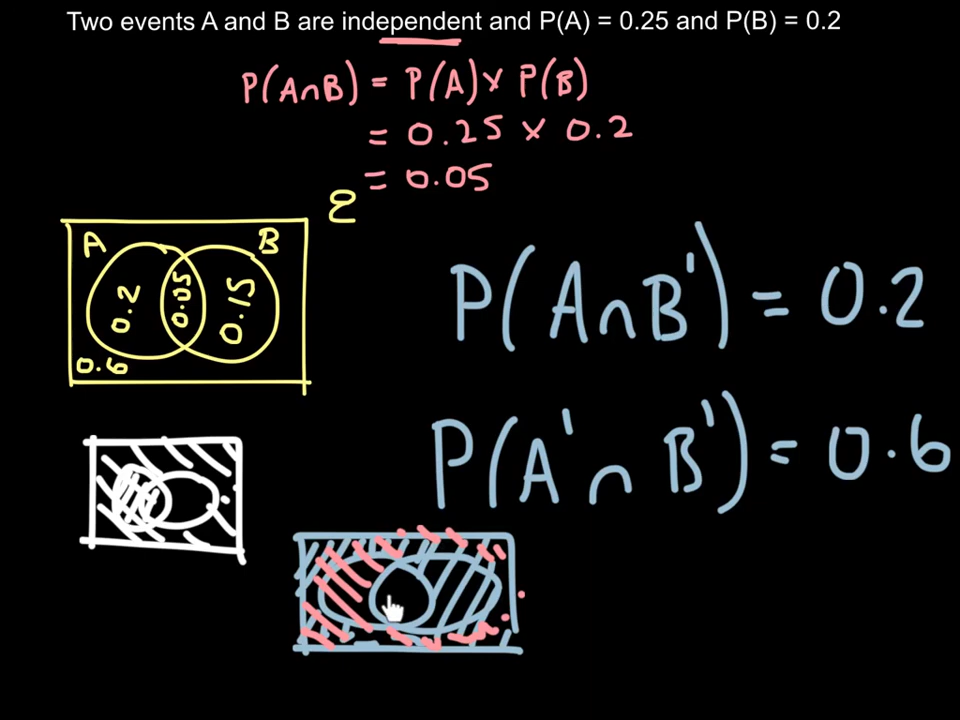 Two events A and B are independent and P(A) = 0.25 and P(B) = 0.2
P(A∩B) = P(A) × P(B)
= 0.25 × 0.2
= 0.05
ℰ
A B
0.2 0.05 0.15
0.6
P(A∩B') = 0.2
P(A' ∩ B') = 0.6